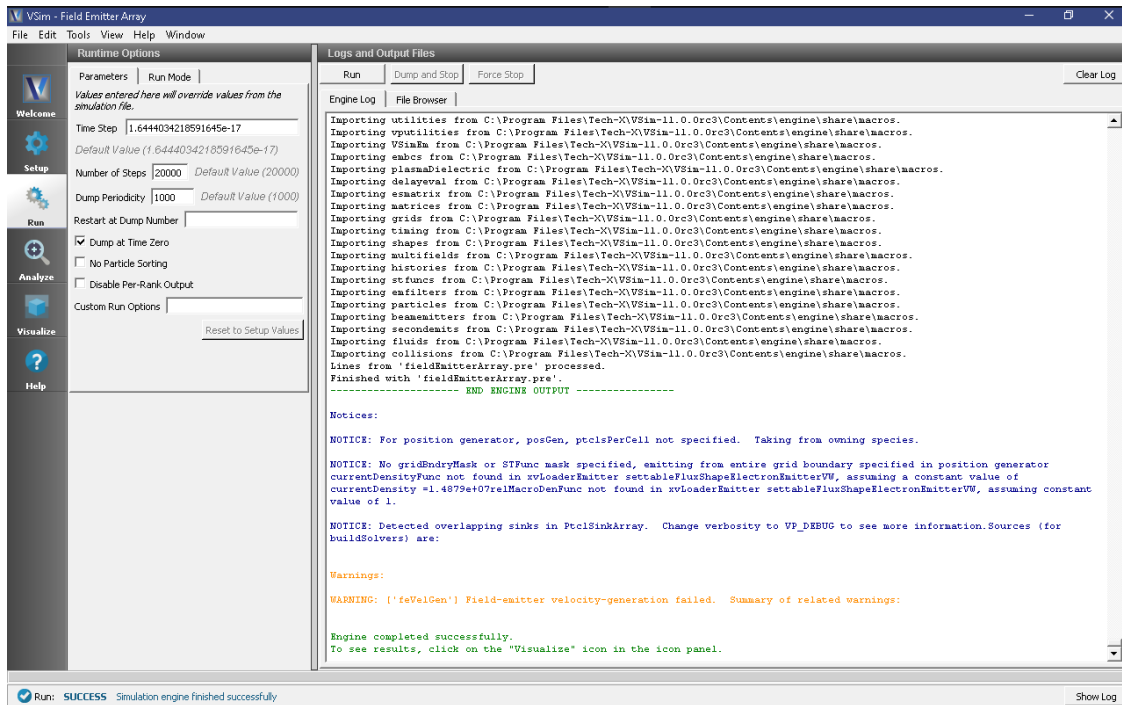 VSim - Field Emitter Array
File Edit Tools View Help Window
Runtime Options
Logs and Output Files
Welcome
Setup
Run
Analyze
Visualize
Help
Parameters
Run Mode
Values entered here will override values from the
simulation file.
Time Step 1.6444034218591645e-17
Default Value (1.6444034218591645e-17)
Number of Steps 20000 Default Value (20000)
Dump Periodicity 1000 Default Value (1000)
Restart at Dump Number
Dump at Time Zero
No Particle Sorting
Disable Per-Rank Output
Custom Run Options
Reset to Setup Values
Run
Dump and Stop
Force Stop
Clear Log
Engine Log
File Browser
Importing utilities from C:\Program Files\Tech-X\VSim-11.0.0rc3\Contents\engine\share\macros.
Importing vputilities from C:\Program Files\Tech-X\VSim-11.0.0rc3\Contents\engine\share\macros.
Importing VSimEm from C:\Program Files\Tech-X\VSim-11.0.0rc3\Contents\engine\share\macros.
Importing embcs from C:\Program Files\Tech-X\VSim-11.0.0rc3\Contents\engine\share\macros.
Importing plasmaDielectric from C:\Program Files\Tech-X\VSim-11.0.0rc3\Contents\engine\share\macros.
Importing delayeval from C:\Program Files\Tech-X\VSim-11.0.0rc3\Contents\engine\share\macros.
Importing esmatrix from C:\Program Files\Tech-X\VSim-11.0.0rc3\Contents\engine\share\macros.
Importing matrices from C:\Program Files\Tech-X\VSim-11.0.0rc3\Contents\engine\share\macros.
Importing grids from C:\Program Files\Tech-X\VSim-11.0.0rc3\Contents\engine\share\macros.
Importing timing from C:\Program Files\Tech-X\VSim-11.0.0rc3\Contents\engine\share\macros.
Importing shapes from C:\Program Files\Tech-X\VSim-11.0.0rc3\Contents\engine\share\macros.
Importing multifields from C:\Program Files\Tech-X\VSim-11.0.0rc3\Contents\engine\share\macros.
Importing histories from C:\Program Files\Tech-X\VSim-11.0.0rc3\Contents\engine\share\macros.
Importing stfuncs from C:\Program Files\Tech-X\VSim-11.0.0rc3\Contents\engine\share\macros.
Importing emfilters from C:\Program Files\Tech-X\VSim-11.0.0rc3\Contents\engine\share\macros.
Importing particles from C:\Program Files\Tech-X\VSim-11.0.0rc3\Contents\engine\share\macros.
Importing beamemitters from C:\Program Files\Tech-X\VSim-11.0.0rc3\Contents\engine\share\macros.
Importing secondemits from C:\Program Files\Tech-X\VSim-11.0.0rc3\Contents\engine\share\macros.
Importing fluids from C:\Program Files\Tech-X\VSim-11.0.0rc3\Contents\engine\share\macros.
Importing collisions from C:\Program Files\Tech-X\VSim-11.0.0rc3\Contents\engine\share\macros.
Lines from 'fieldEmitterArray.pre' processed.
Finished with 'fieldEmitterArray.pre'.
--------------------- END ENGINE OUTPUT ----------------
Notices:
NOTICE: For position generator, posGen, ptclsPerCell not specified. Taking from owning species.
NOTICE: No gridBndryMask or STFunc mask specified, emitting from entire grid boundary specified in position generator
currentDensityFunc not found in xvLoaderEmitter settableFluxShapeElectronEmitterVW, assuming a constant value of
currentDensity =1.4879e+07relMacroDenFunc not found in xvLoaderEmitter settableFluxShapeElectronEmitterVW, assuming constant
value of 1.
NOTICE: Detected overlapping sinks in PtclSinkArray. Change verbosity to VP_DEBUG to see more information.Sources (for
buildSolvers) are:
Warnings:
WARNING: ['feVelGen'] Field-emitter velocity-generation failed. Summary of related warnings:
Engine completed successfully.
To see results, click on the "Visualize" icon in the icon panel.
Run: SUCCESS Simulation engine finished successfully
Show Log